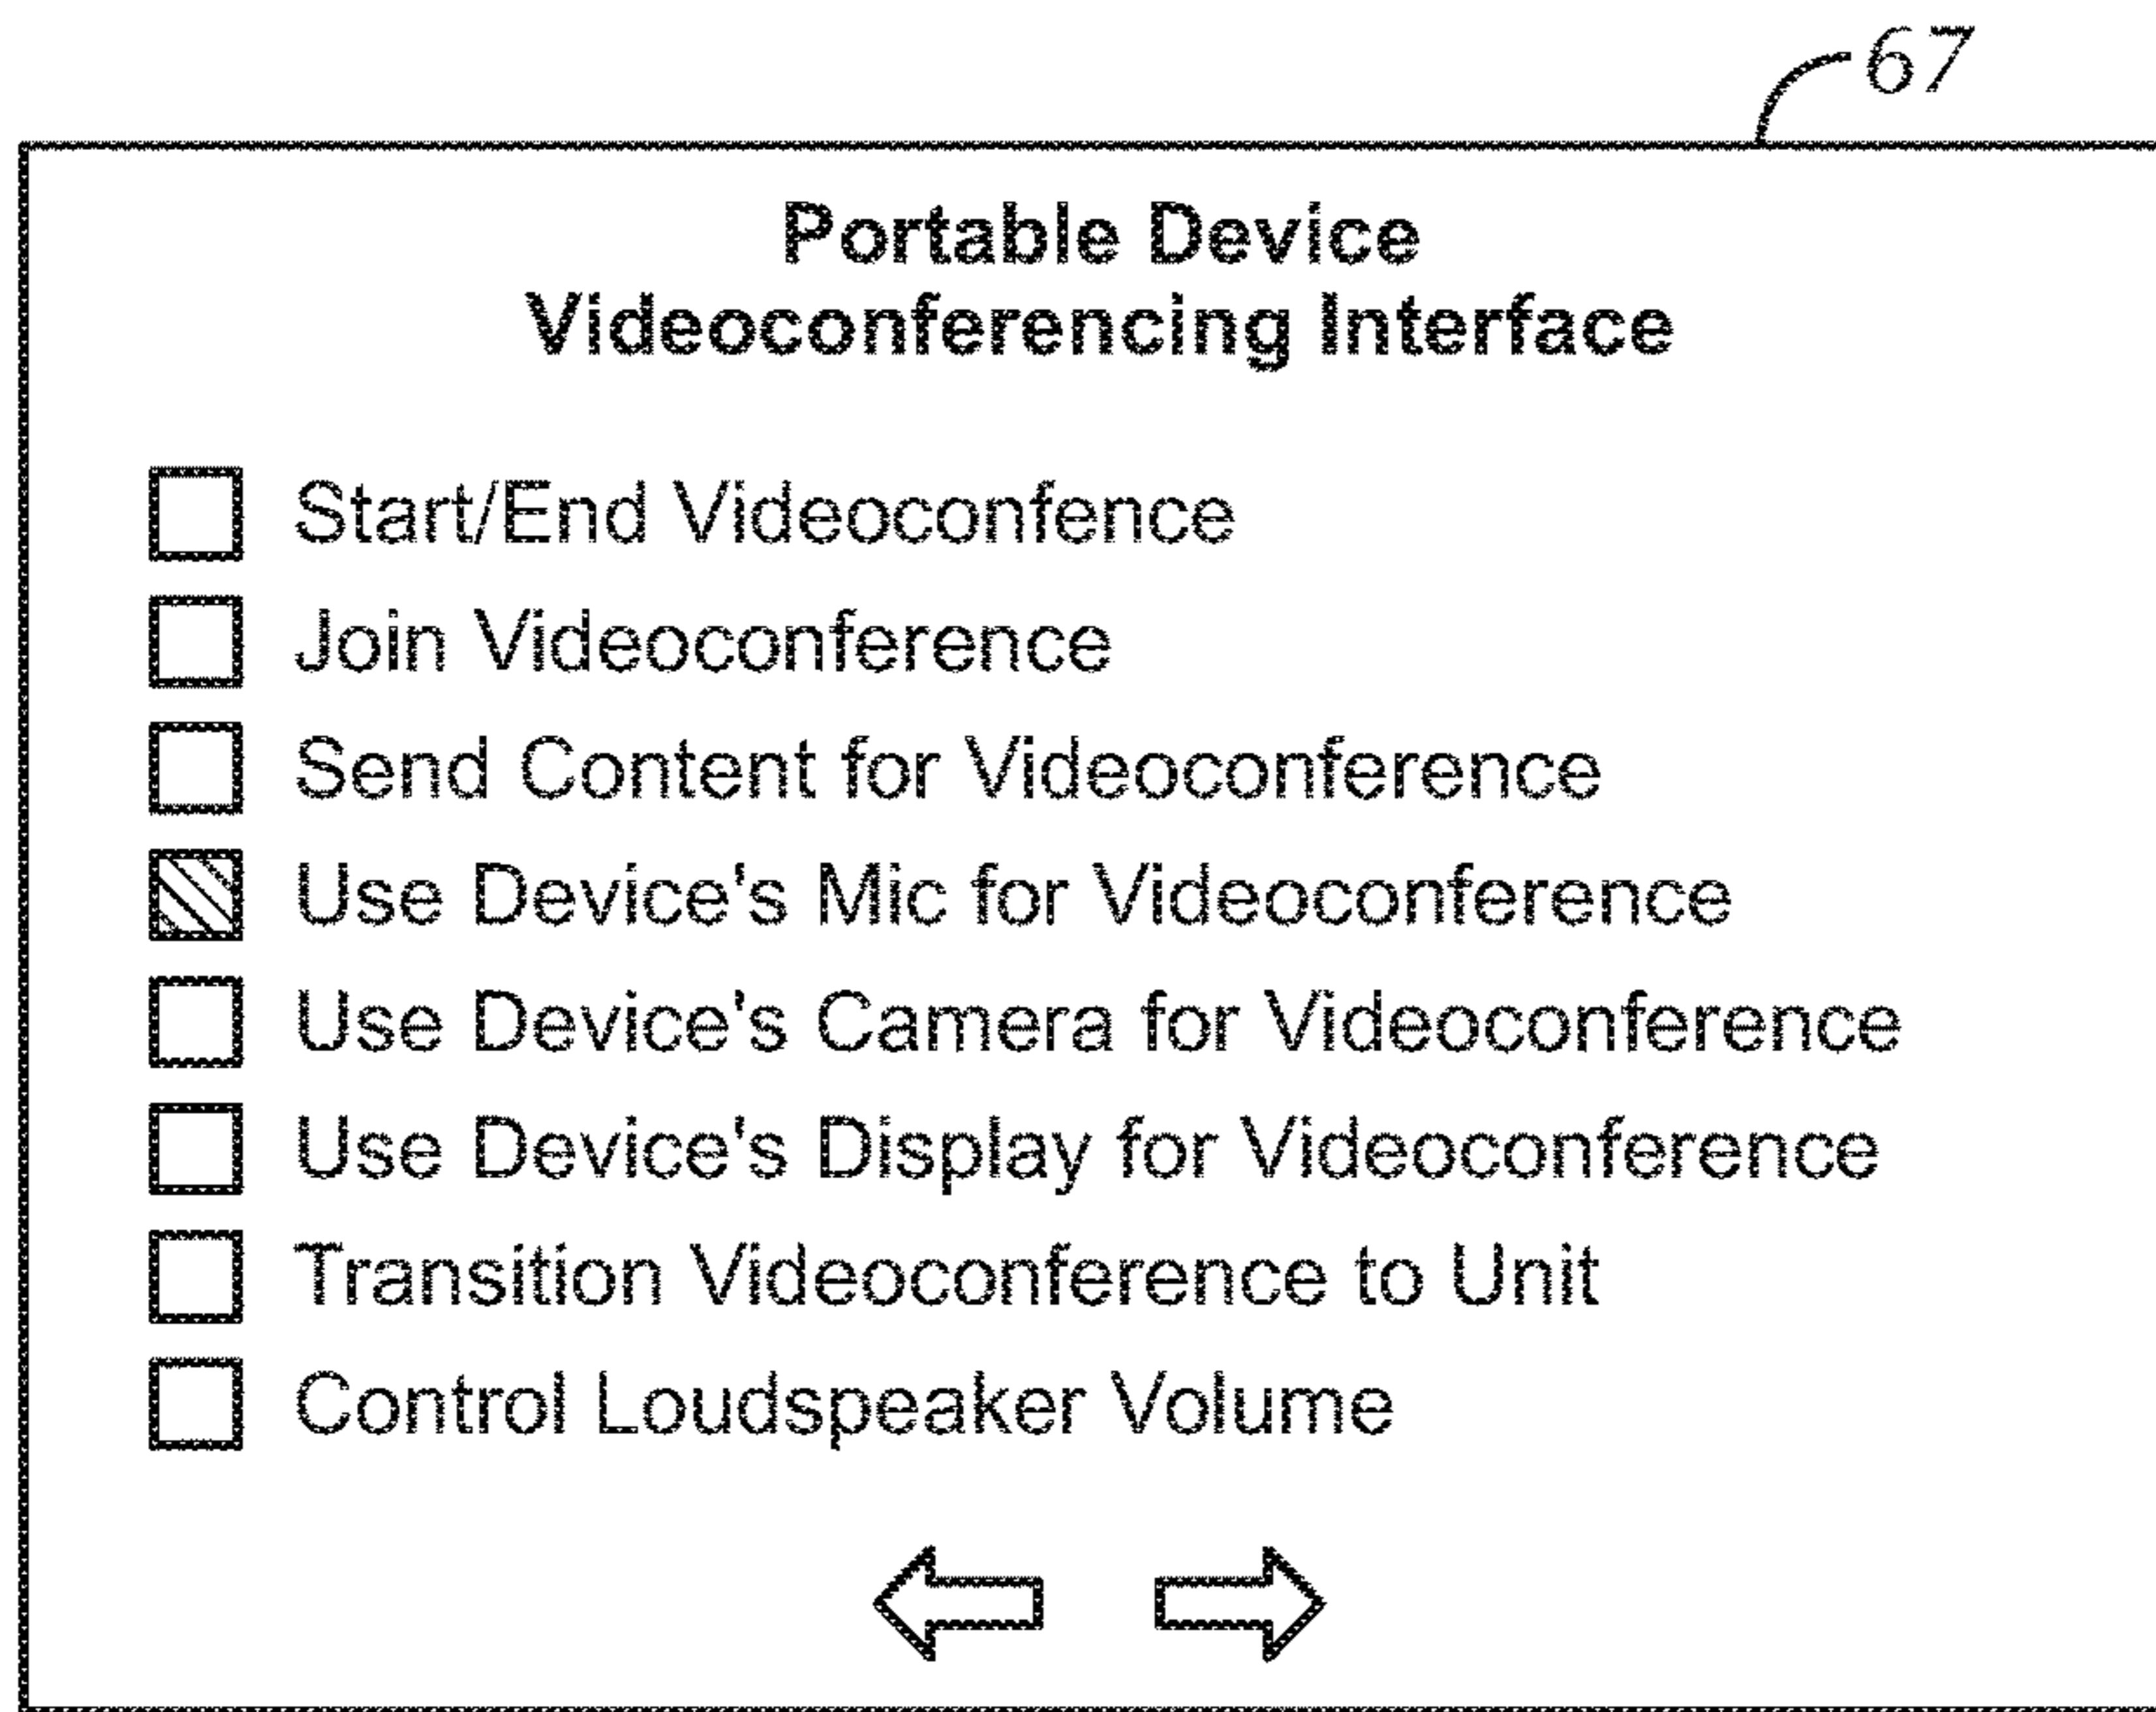 67
Portable Device
Videoconferencing Interface
Start/End Videoconfence
Join Videoconference
Send Content for Videoconference
Use Device's Mic for Videoconference
Use Device's Camera for Videoconference
Use Device's Display for Videoconference
Transition Videoconference to Unit
Control Loudspeaker Volume